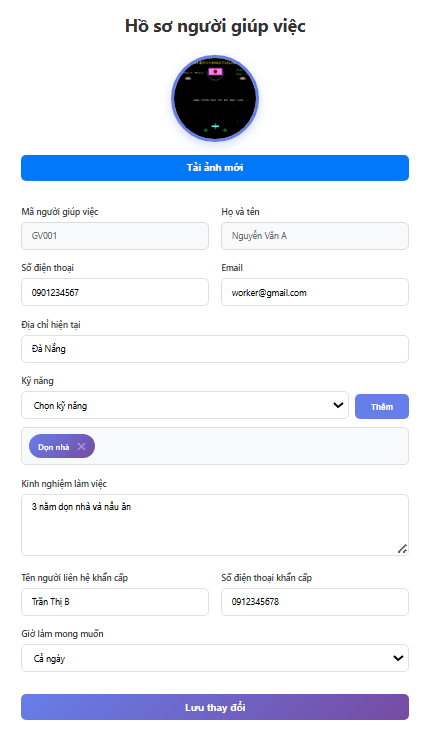 Hồ sơ người giúp việc
Tải ảnh mới
Mã người giúp việc
Họ và tên
GV001
Nguyễn Văn A
Số điện thoại
Email
0901234567
worker@gmail.com
Địa chỉ hiện tại
Đà Nẵng
Kỹ năng
Chọn kỹ năng
Thêm
Dọn nhà ×
Kinh nghiệm làm việc
3 năm dọn nhà và nấu ăn
Tên người liên hệ khẩn cấp
Số điện thoại khẩn cấp
Trần Thị B
0912345678
Giờ làm mong muốn
Cả ngày
Lưu thay đổi